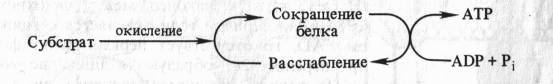 окисление
Субстрат
Сокращение
белка
Расслабление
ATP
ADP + Pi